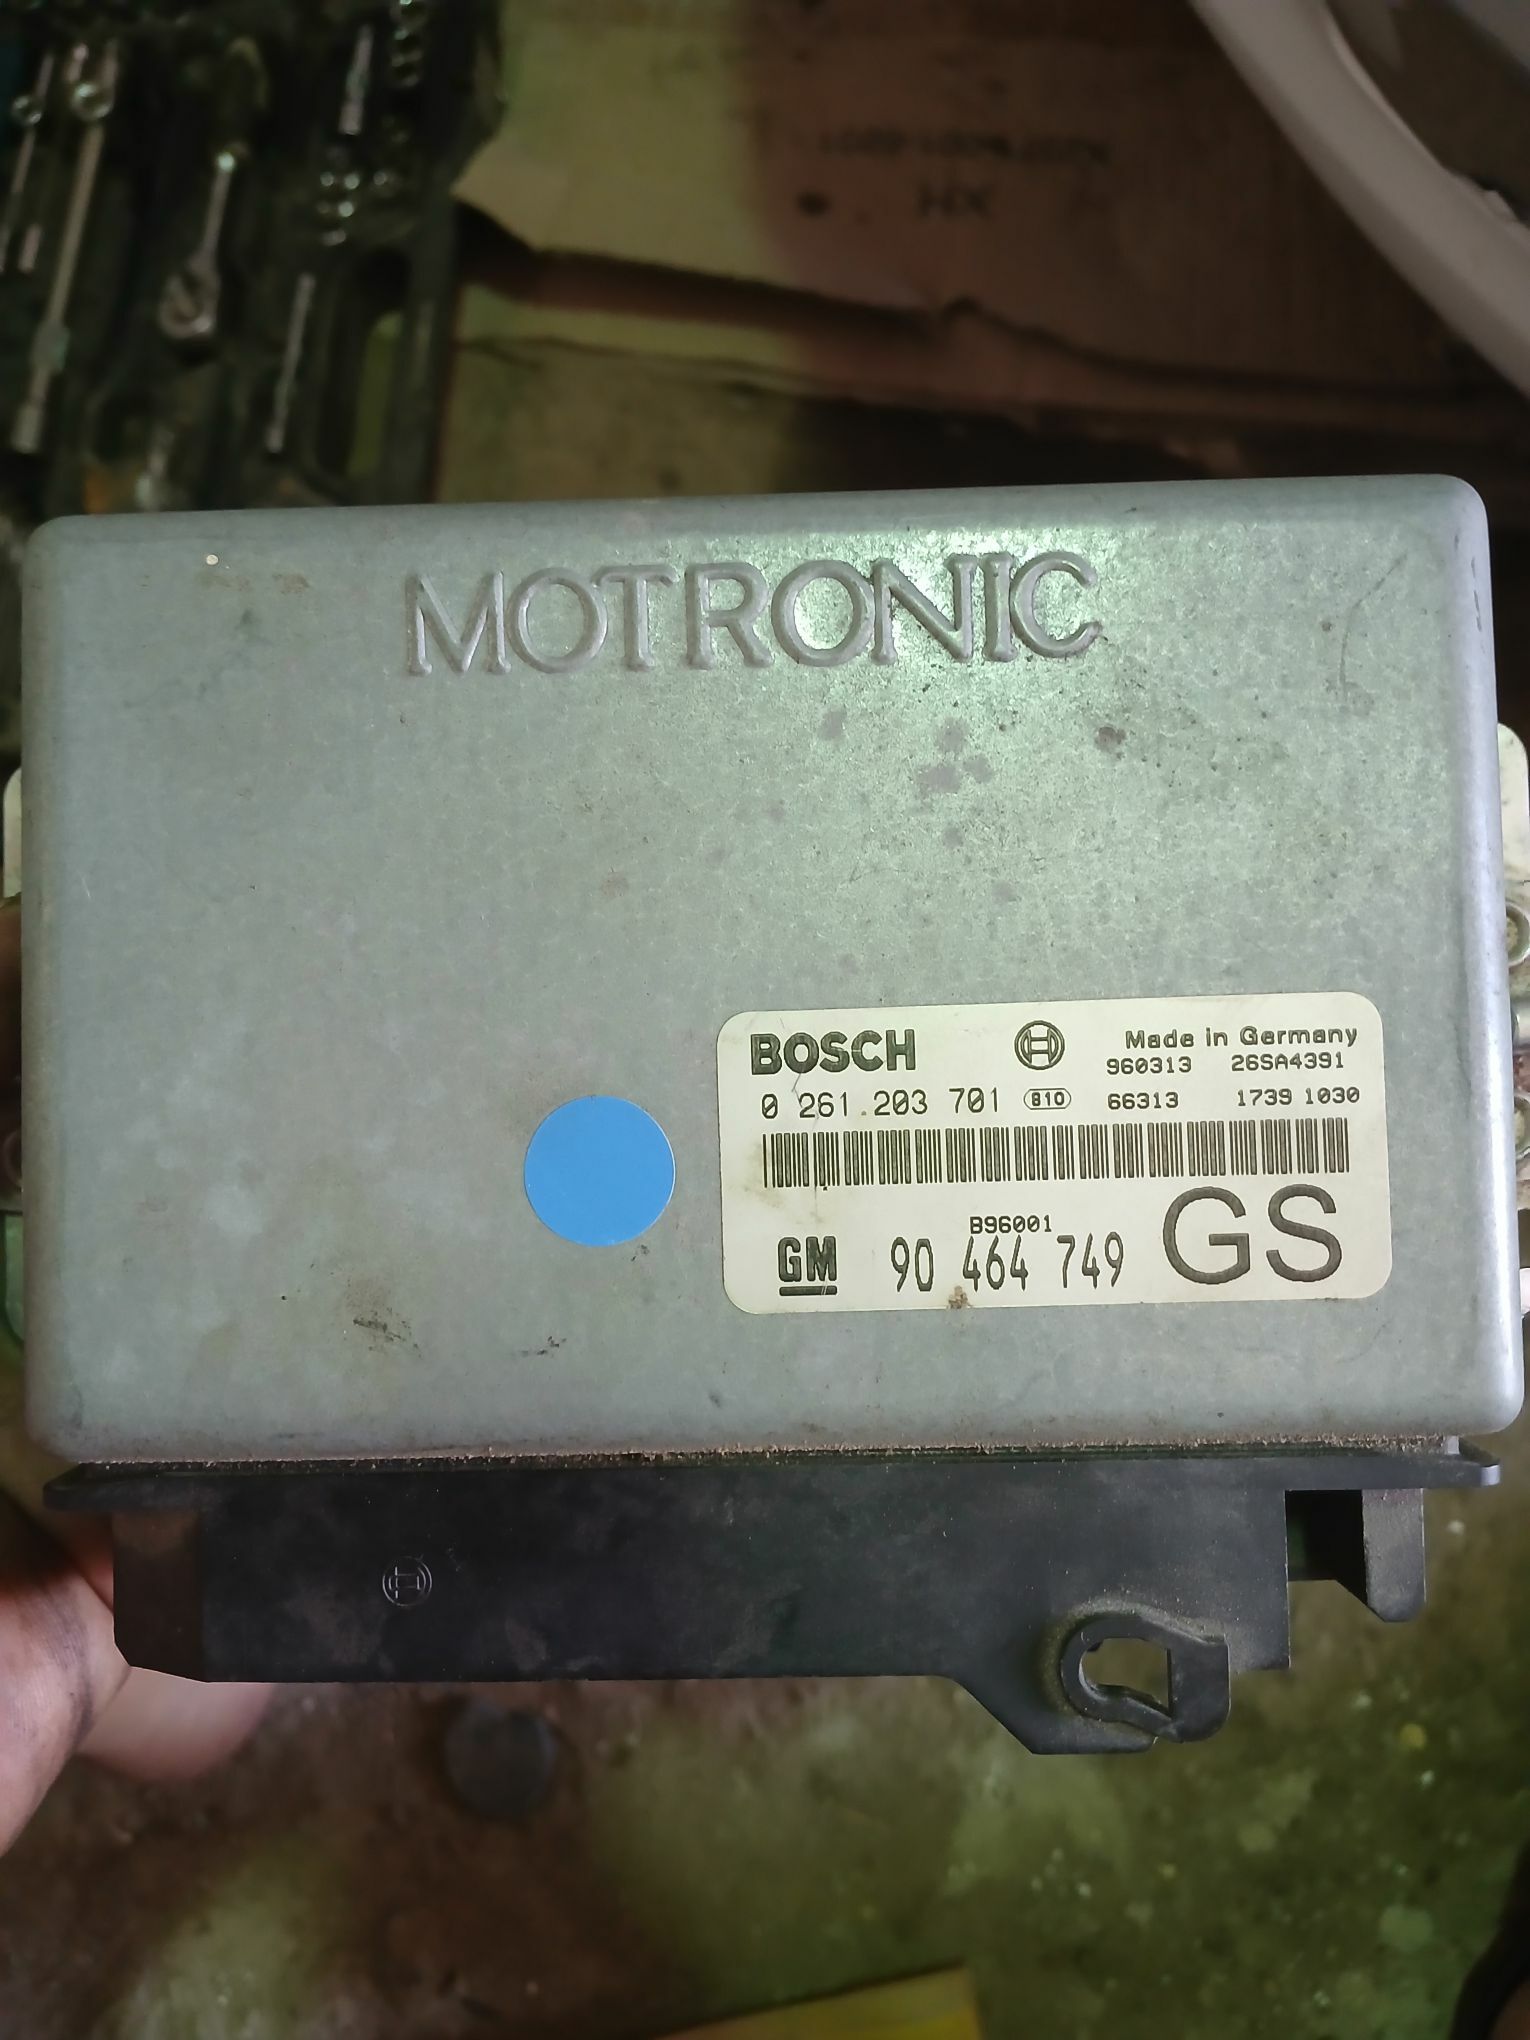 MOTRONIC
BOSCH Made in Germany
960313 26SA4391
0 261 203 701 810 66313 1739 1030
B96001
GM 90 464 749 GS